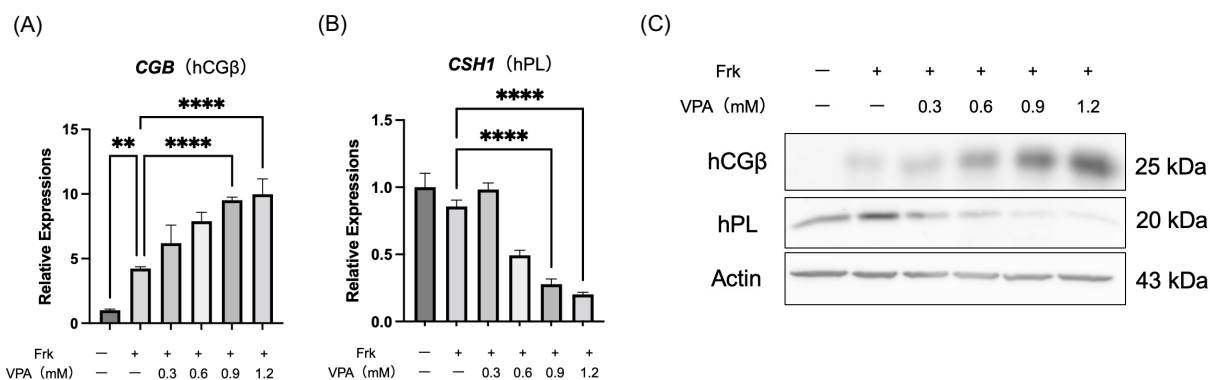 (A)
CGB（hCGβ）
Relative Expressions
15
10
5
0
**
****
****
Frk − + + + + +
VPA（mM） − − 0.3 0.6 0.9 1.2
(B)
CSH1（hPL）
Relative Expressions
1.5
1.0
0.5
0.0
****
****
Frk − + + + + +
VPA（mM） − − 0.3 0.6 0.9 1.2
(C)
Frk − + + + + +
VPA（mM） − − 0.3 0.6 0.9 1.2
hCGβ 25 kDa
hPL 20 kDa
Actin 43 kDa